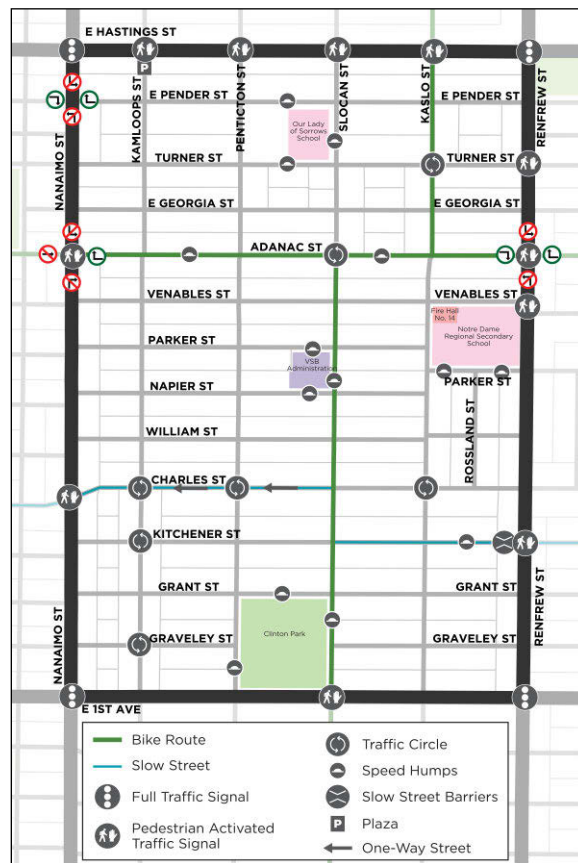 E HASTINGS ST
KAMLOOPS ST
PENTICTON ST
SLOCAN ST
KASLO ST
RENFREW ST
NANAIMO ST
P
E PENDER ST
E PENDER ST
Our Lady
of Sorrows
School
TURNER ST
TURNER ST
E GEORGIA ST
E GEORGIA ST
ADANAC ST
VENABLES ST
VENABLES ST
Fire Hall
No. 14
Notre Dame
Regional Secondary
School
PARKER ST
VSB
Administration
PARKER ST
NAPIER ST
ROSSLAND ST
WILLIAM ST
CHARLES ST
KITCHENER ST
GRANT ST
GRANT ST
NANAIMO ST
RENFREW ST
Clinton Park
GRAVELEY ST
GRAVELEY ST
E 1ST AVE
Bike Route
Slow Street
Full Traffic Signal
Pedestrian Activated
Traffic Signal
Traffic Circle
Speed Humps
Slow Street Barriers
P Plaza
One-Way Street